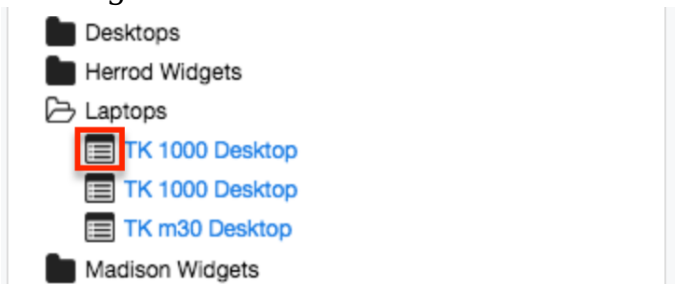 Desktops
Herrod Widgets
Laptops
TK 1000 Desktop
TK 1000 Desktop
TK m30 Desktop
Madison Widgets